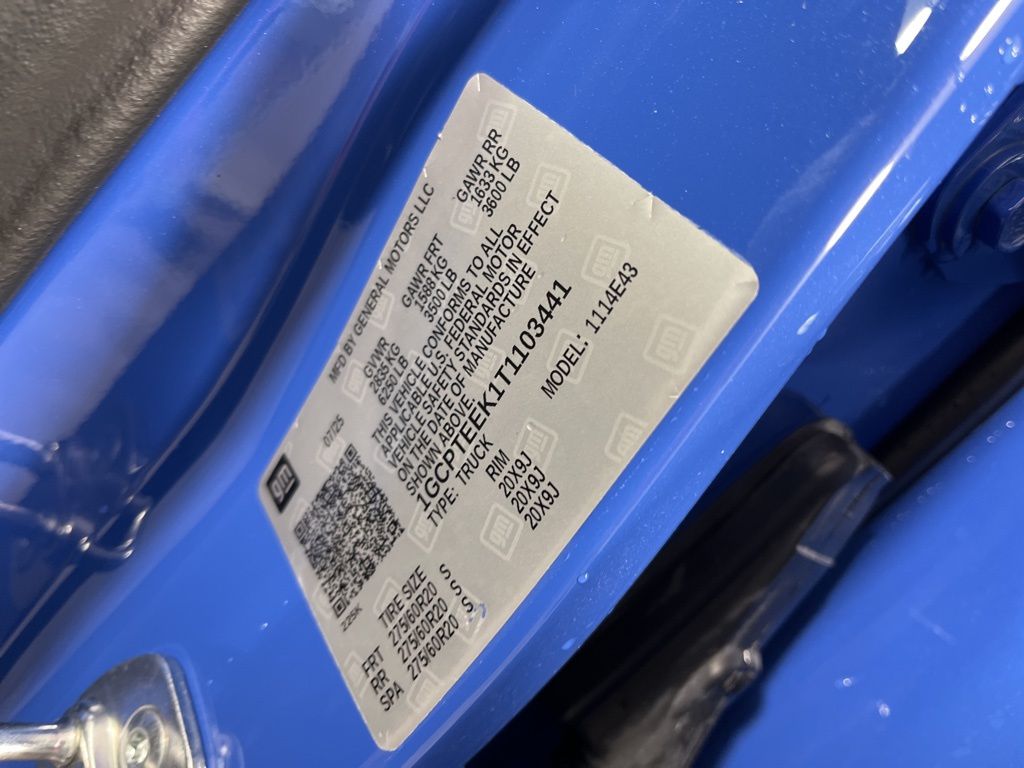 gm
07/25
MFD BY GENERAL MOTORS LLC
GVWR GAWR FRT GAWR RR
2835 KG 1588 KG 1633 KG
6250 LB 3500 LB 3600 LB
THIS VEHICLE CONFORMS TO ALL
APPLICABLE U.S. FEDERAL MOTOR
VEHICLE SAFETY STANDARDS IN EFFECT
ON THE DATE OF MANUFACTURE
SHOWN ABOVE.
1GCPTEEK1T1103441
TYPE: TRUCK MODEL: 1114E43
225K
TIRE SIZE RIM
FRT 275/60R20 S 20X9J
RR 275/60R20 S 20X9J
SPA 275/60R20 S 20X9J